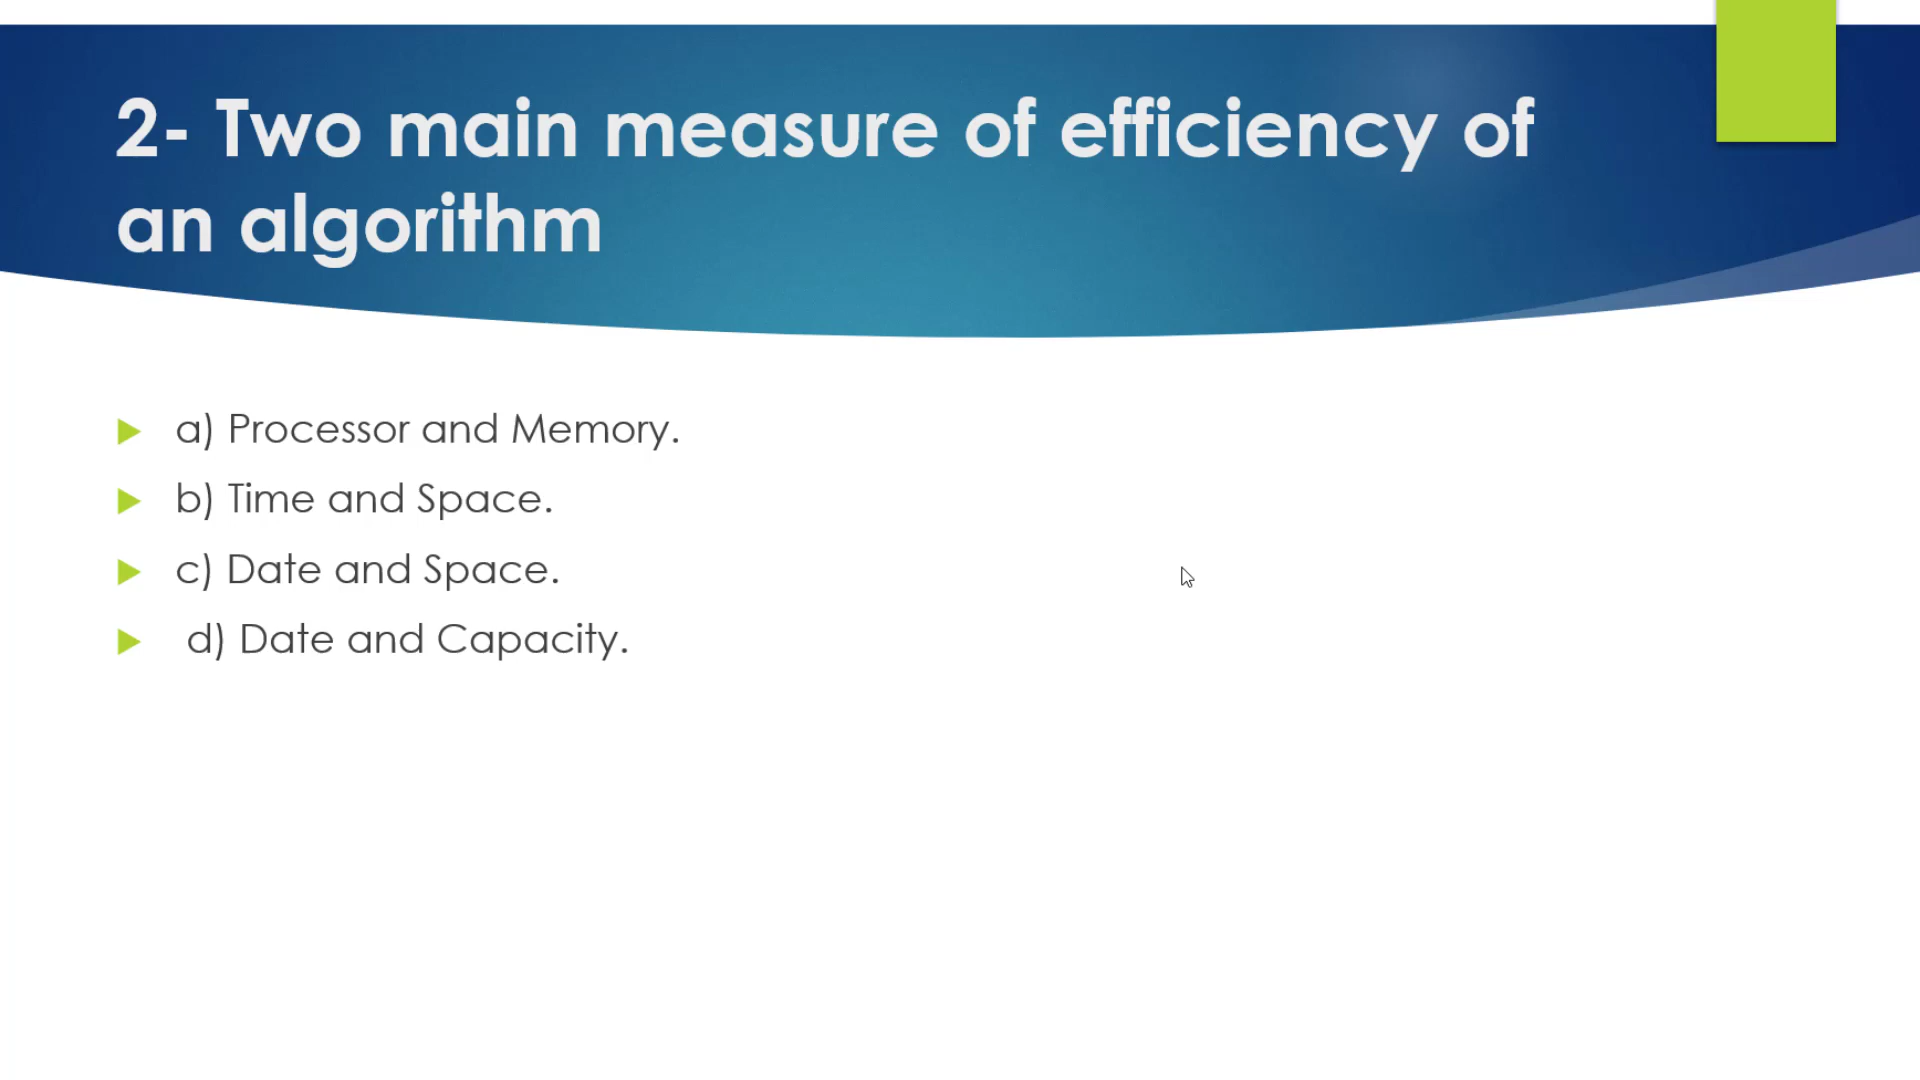 2- Two main measure of efficiency of
an algorithm
a) Processor and Memory.
b) Time and Space.
c) Date and Space.
d) Date and Capacity.